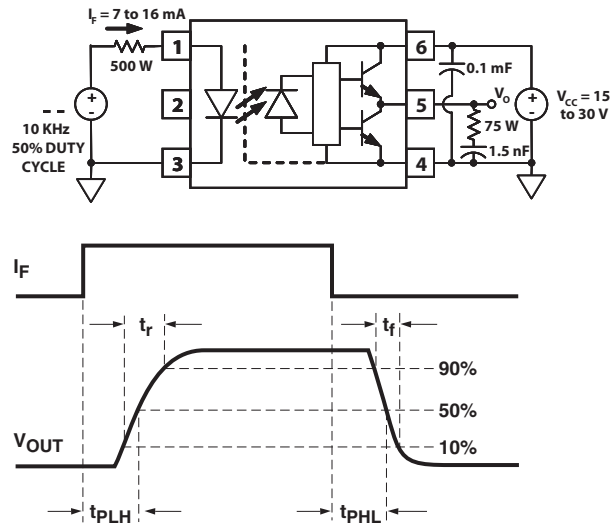 I_F = 7 to 16 mA
1
500 W
2
+
−
10 KHz
50% DUTY
CYCLE
3
6
0.1 mF
5
V_O
+
−
V_CC = 15
to 30 V
75 W
4
1.5 nF
I_F
t_r
t_f
90%
50%
V_OUT
10%
t_PLH
t_PHL